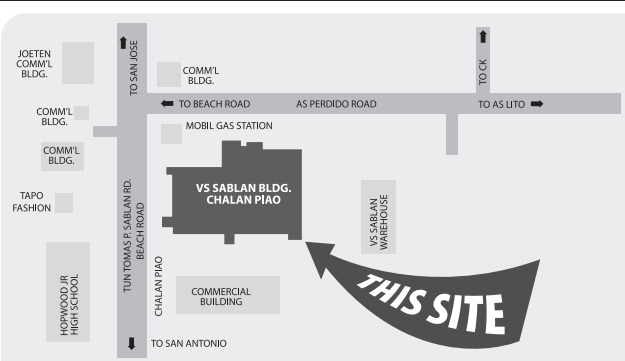 JOETEN
COMM'L
BLDG.
TO SAN JOSE
COMM'L
BLDG.
TO CK
TO BEACH ROAD
AS PERDIDO ROAD
TO AS LITO
COMM'L
BLDG.
MOBIL GAS STATION
COMM'L
BLDG.
VS SABLAN BLDG.
CHALAN PIAO
TAPO
FASHION
TUN TOMAS P. SABLAN RD.
BEACH ROAD
VS SABLAN
WAREHOUSE
HOPWOOD JR
HIGH SCHOOL
CHALAN PIAO
COMMERCIAL
BUILDING
THIS SITE
TO SAN ANTONIO